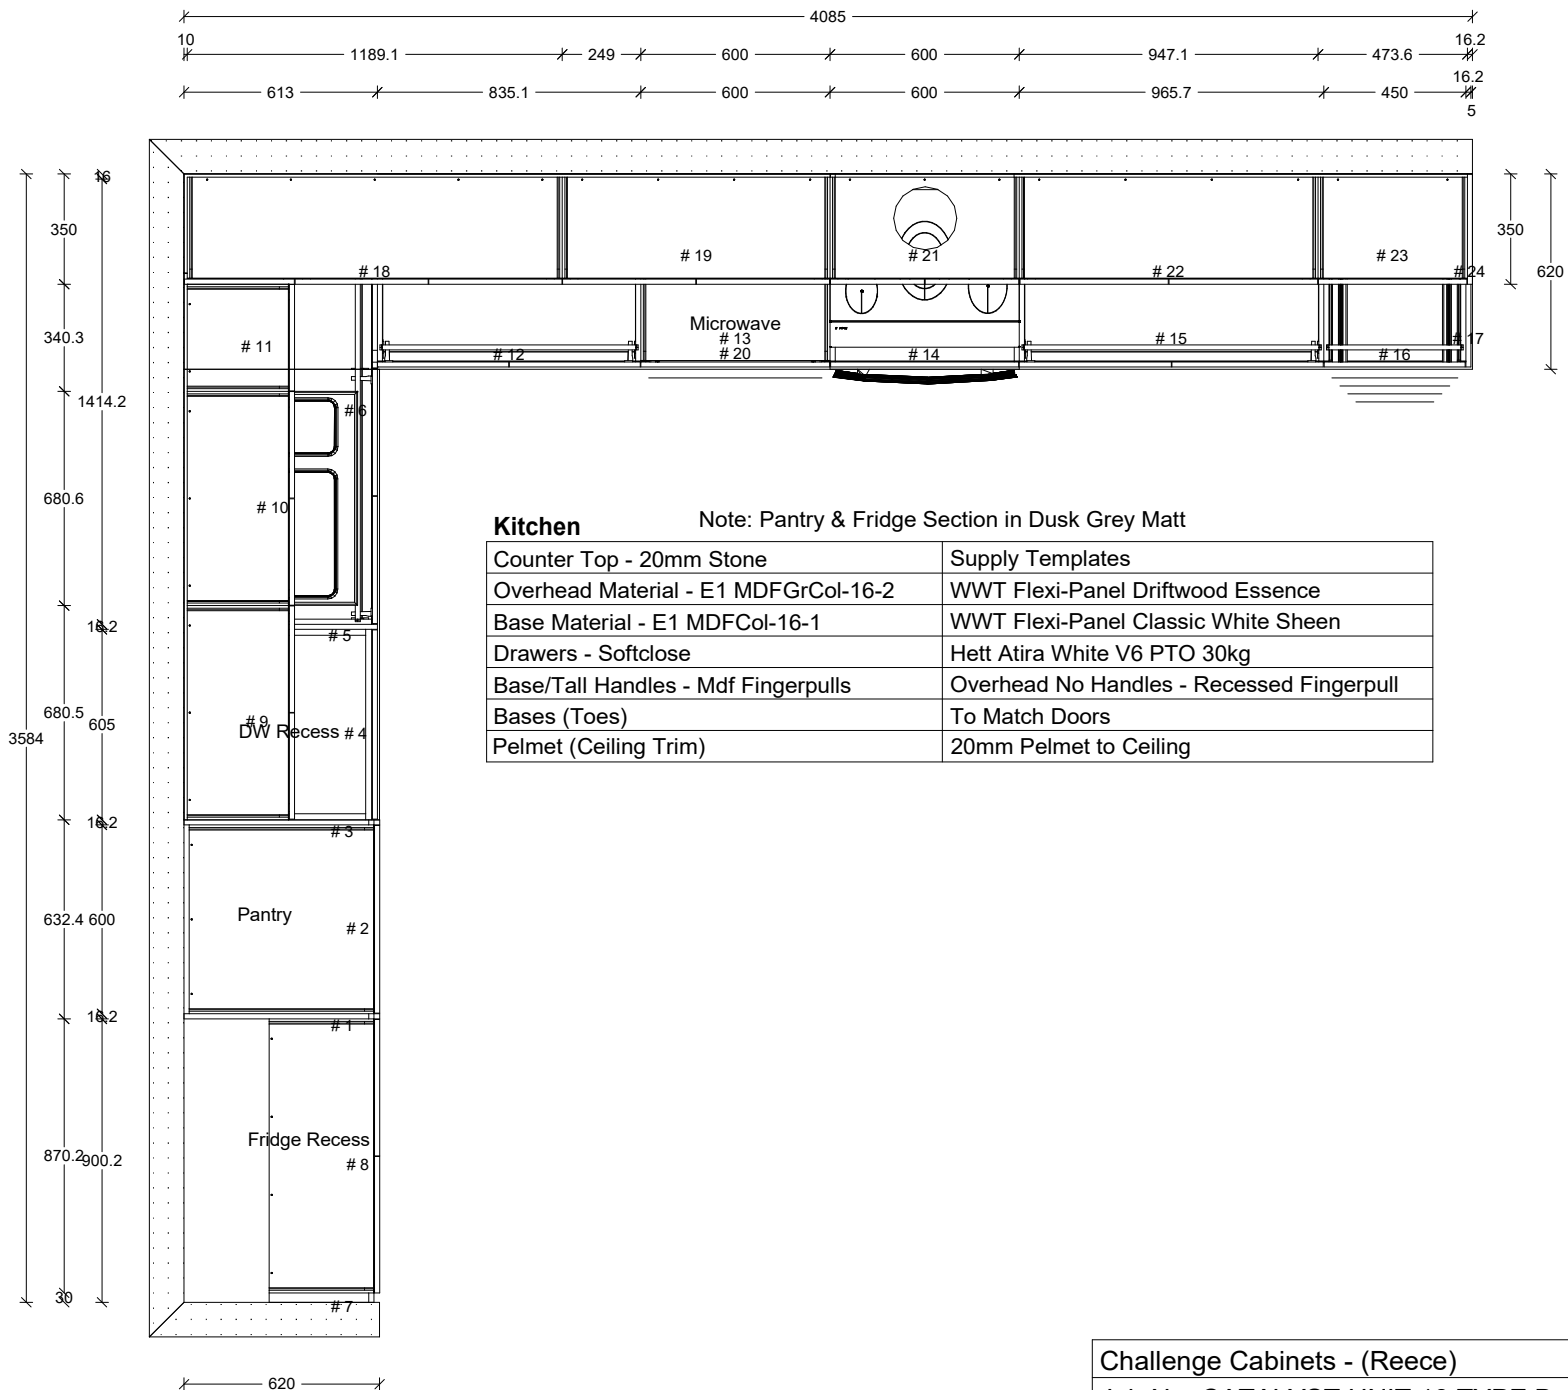 4085
10 1189.1 249 600 600 947.1 473.6 16.2
613 835.1 600 600 965.7 450 16.2
5
16
350
350
620
# 18
# 19
# 21
# 22
# 23
# 24
340.3
# 11
Microwave
# 13
# 20
# 12
# 14
# 15
# 16
# 17
1414.2
# 6
680.6
# 10
Kitchen
Note: Pantry & Fridge Section in Dusk Grey Matt
Counter Top - 20mm Stone Supply Templates
Overhead Material - E1 MDFGrCol-16-2 WWT Flexi-Panel Driftwood Essence
Base Material - E1 MDFCol-16-1 WWT Flexi-Panel Classic White Sheen
Drawers - Softclose Hett Atira White V6 PTO 30kg
Base/Tall Handles - Mdf Fingerpulls Overhead No Handles - Recessed Fingerpull
Bases (Toes) To Match Doors
Pelmet (Ceiling Trim) 20mm Pelmet to Ceiling
16.2
# 5
680.5
605
# 9
DW Recess # 4
3584
16.2
# 3
Pantry
632.4 600
# 2
16.2
# 1
Fridge Recess
870.2
900.2
# 8
30
# 7
620
Challenge Cabinets - (Reece)